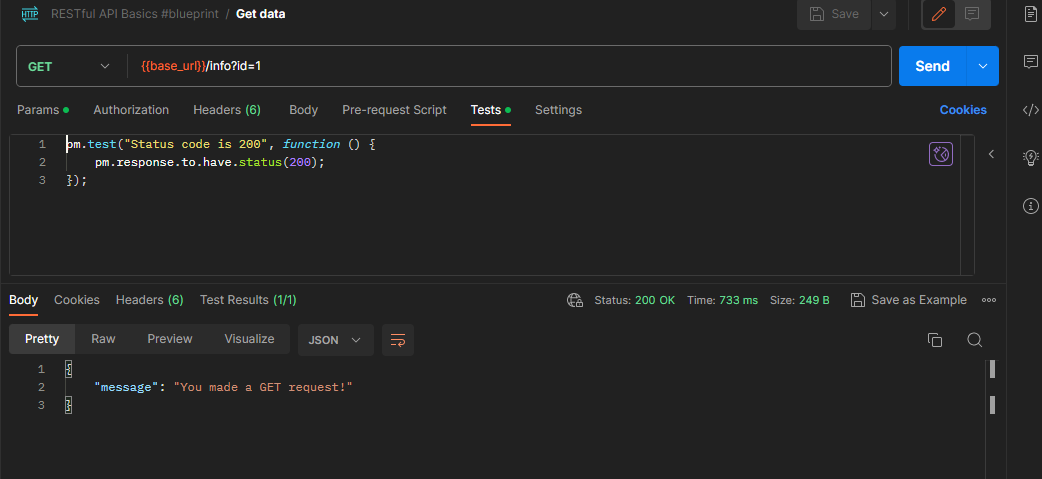 HTTP RESTful API Basics #blueprint / Get data Save
GET {{base_url}}/info?id=1 Send
Params Authorization Headers (6) Body Pre-request Script Tests Settings Cookies
1 pm.test("Status code is 200", function () {
2 pm.response.to.have.status(200);
3 });
Body Cookies Headers (6) Test Results (1/1) Status: 200 OK Time: 733 ms Size: 249 B Save as Example
Pretty Raw Preview Visualize JSON
1 {
2 "message": "You made a GET request!"
3 }